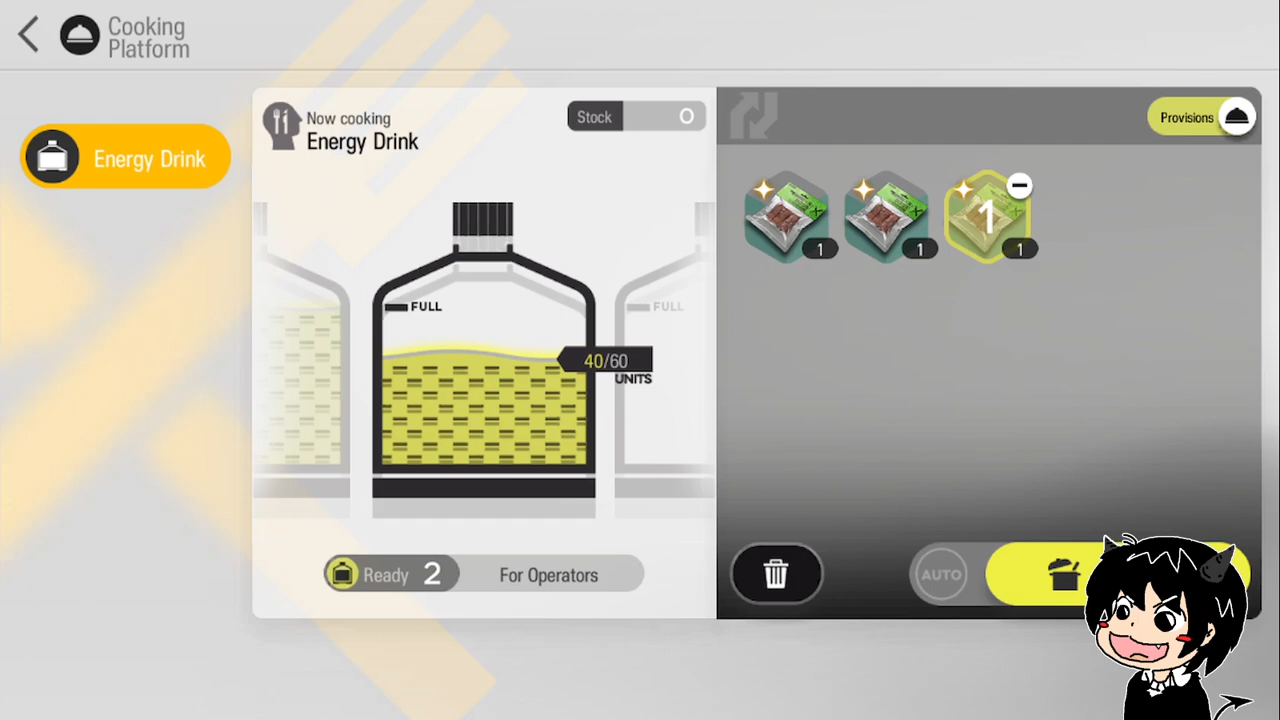 Cooking
Platform
Energy Drink
Now cooking
Energy Drink
Stock 0
FULL
FULL
40/60
UNITS
Ready 2
For Operators
Provisions
1
1
1
1
AUTO